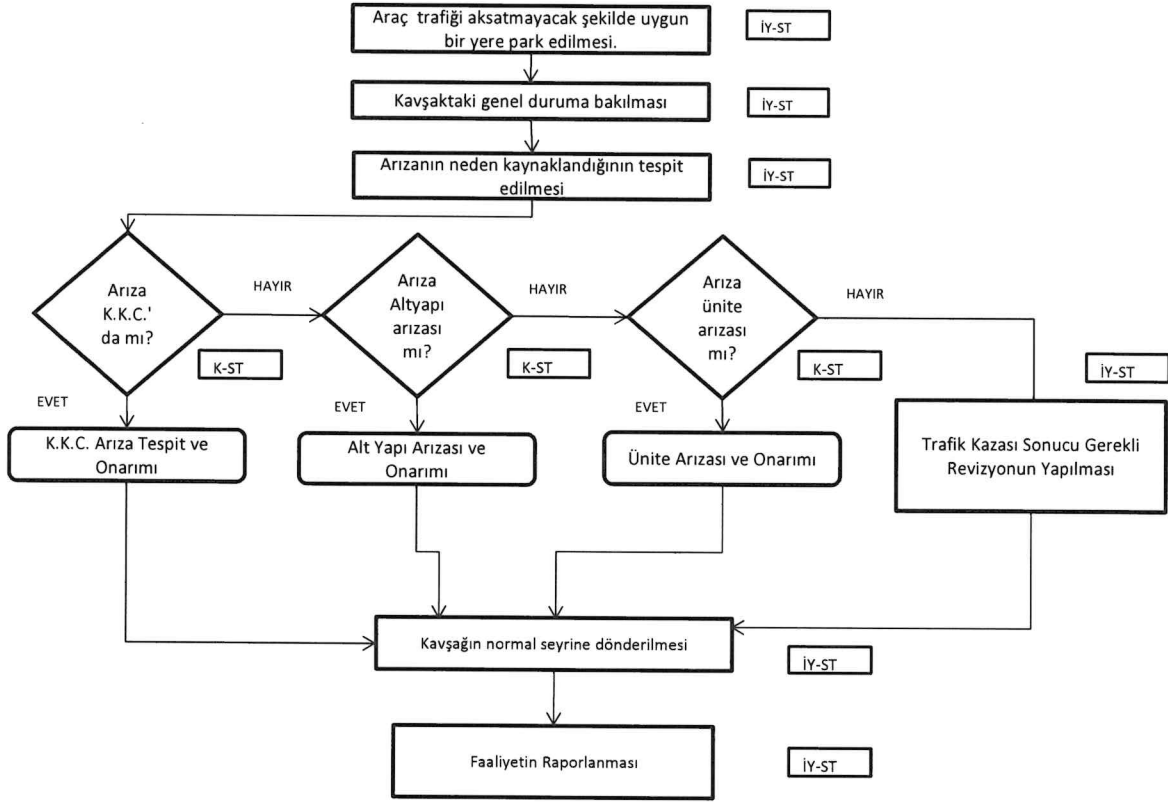 Araç trafiği aksatmayacak şekilde uygun
bir yere park edilmesi.
İY-ST
Kavşaktaki genel duruma bakılması
İY-ST
Arızanın neden kaynaklandığının tespit
edilmesi
İY-ST
Arıza
K.K.C.'
da mı?
HAYIR
K-ST
EVET
Arıza
Altyapı
arızası
mı?
HAYIR
K-ST
EVET
Arıza
ünite
arızası
mı?
HAYIR
K-ST
EVET
İY-ST
K.K.C. Arıza Tespit ve
Onarımı
Alt Yapı Arızası ve
Onarımı
Ünite Arızası ve Onarımı
Trafik Kazası Sonucu Gerekli
Revizyonun Yapılması
Kavşağın normal seyrine dönderilmesi
İY-ST
Faaliyetin Raporlanması
İY-ST